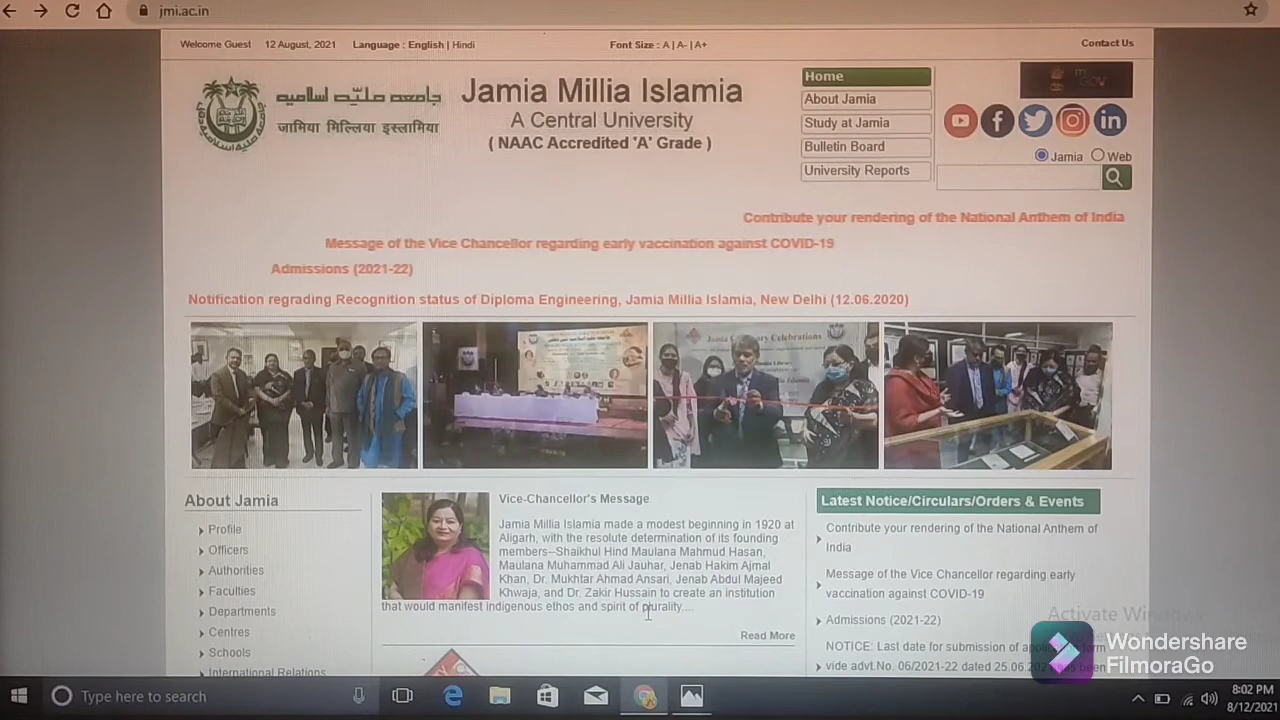 jmi.ac.in
Welcome Guest 12 August, 2021 Language : English | Hindi Font Size : A | A- | A+ Contact Us
جامعہ ملیّہ اسلامیہ
जामिया मिल्लिया इस्लामिया
Jamia Millia Islamia
A Central University
( NAAC Accredited 'A' Grade )
Home
About Jamia
Study at Jamia
Bulletin Board
University Reports
Jamia Web
Contribute your rendering of the National Anthem of India
Message of the Vice Chancellor regarding early vaccination against COVID-19
Admissions (2021-22)
Notification regrading Recognition status of Diploma Engineering, Jamia Millia Islamia, New Delhi (12.06.2020)
About Jamia
Profile
Officers
Authorities
Faculties
Departments
Centres
Schools
International Relations
Vice-Chancellor's Message
Jamia Millia Islamia made a modest beginning in 1920 at
Aligarh, with the resolute determination of its founding
members--Shaikhul Hind Maulana Mahmud Hasan,
Maulana Muhammad Ali Jauhar, Jenab Hakim Ajmal
Khan, Dr. Mukhtar Ahmad Ansari, Jenab Abdul Majeed
Khwaja, and Dr. Zakir Hussain to create an institution
that would manifest indigenous ethos and spirit of plurality....
Read More
Latest Notice/Circulars/Orders & Events
Contribute your rendering of the National Anthem of
India
Message of the Vice Chancellor regarding early
vaccination against COVID-19
Admissions (2021-22)
NOTICE: Last date for submission of
vide advt.No. 06/2021-22 dated 25.06.2021 has been
Activate Windows
Wondershare
FilmoraGo
Type here to search
8:02 PM
8/12/2021